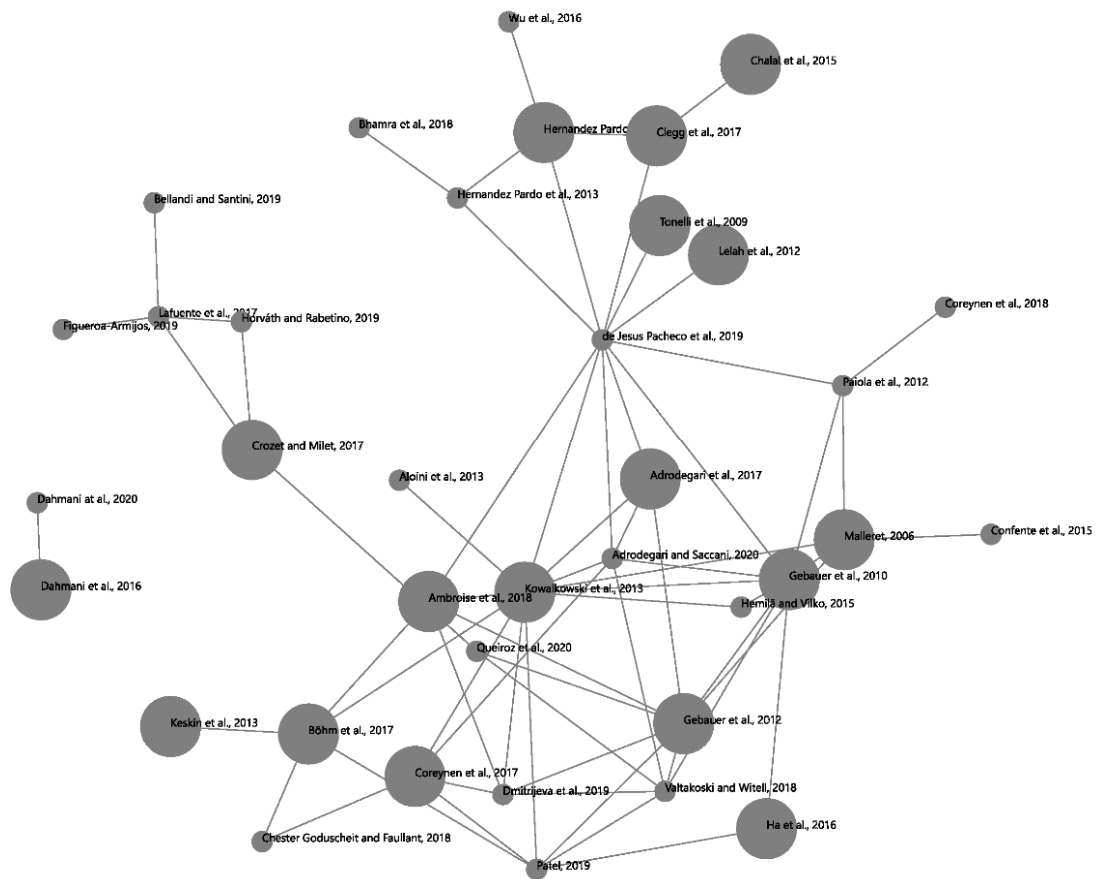 Wu et al., 2016
Chalal et al., 2015
Bhamra et al., 2018
Hernandez Pardo
Clegg et al., 2017
Hernandez Pardo et al., 2013
Bellandi and Santini, 2019
Tonelli et al., 2009
Lelah et al., 2012
Coreynen et al., 2018
Lafuente et al., 2017
Horváth and Rabetino, 2019
Figueroa-Armijos, 2019
de Jesus Pacheco et al., 2019
Paiola et al., 2012
Crozet and Milet, 2017
Aloini et al., 2013
Adrodegari et al., 2017
Dahmani at al., 2020
Malleret, 2006
Confente et al., 2015
Adrodegari and Saccani, 2020
Gebauer et al., 2010
Dahmani et al., 2016
Kowalkowski et al., 2013
Ambroise et al., 2018
Hemilä and Vilko, 2015
Queiroz et al., 2020
Keskin et al., 2013
Böhm et al., 2017
Gebauer et al., 2012
Coreynen et al., 2017
Dmitrijeva et al., 2019
Valtakoski and Witell, 2018
Ha et al., 2016
Chester Goduscheit and Faullant, 2018
Patel, 2019